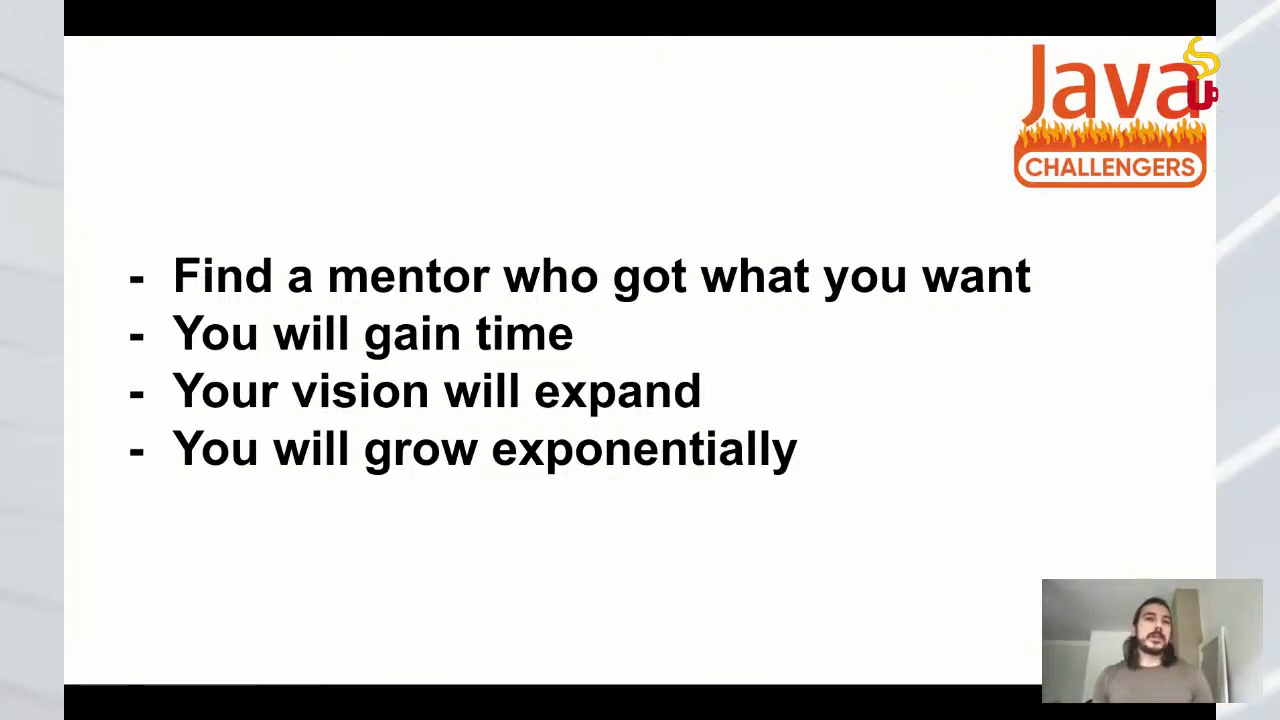 Java
CHALLENGERS
- Find a mentor who got what you want
- You will gain time
- Your vision will expand
- You will grow exponentially